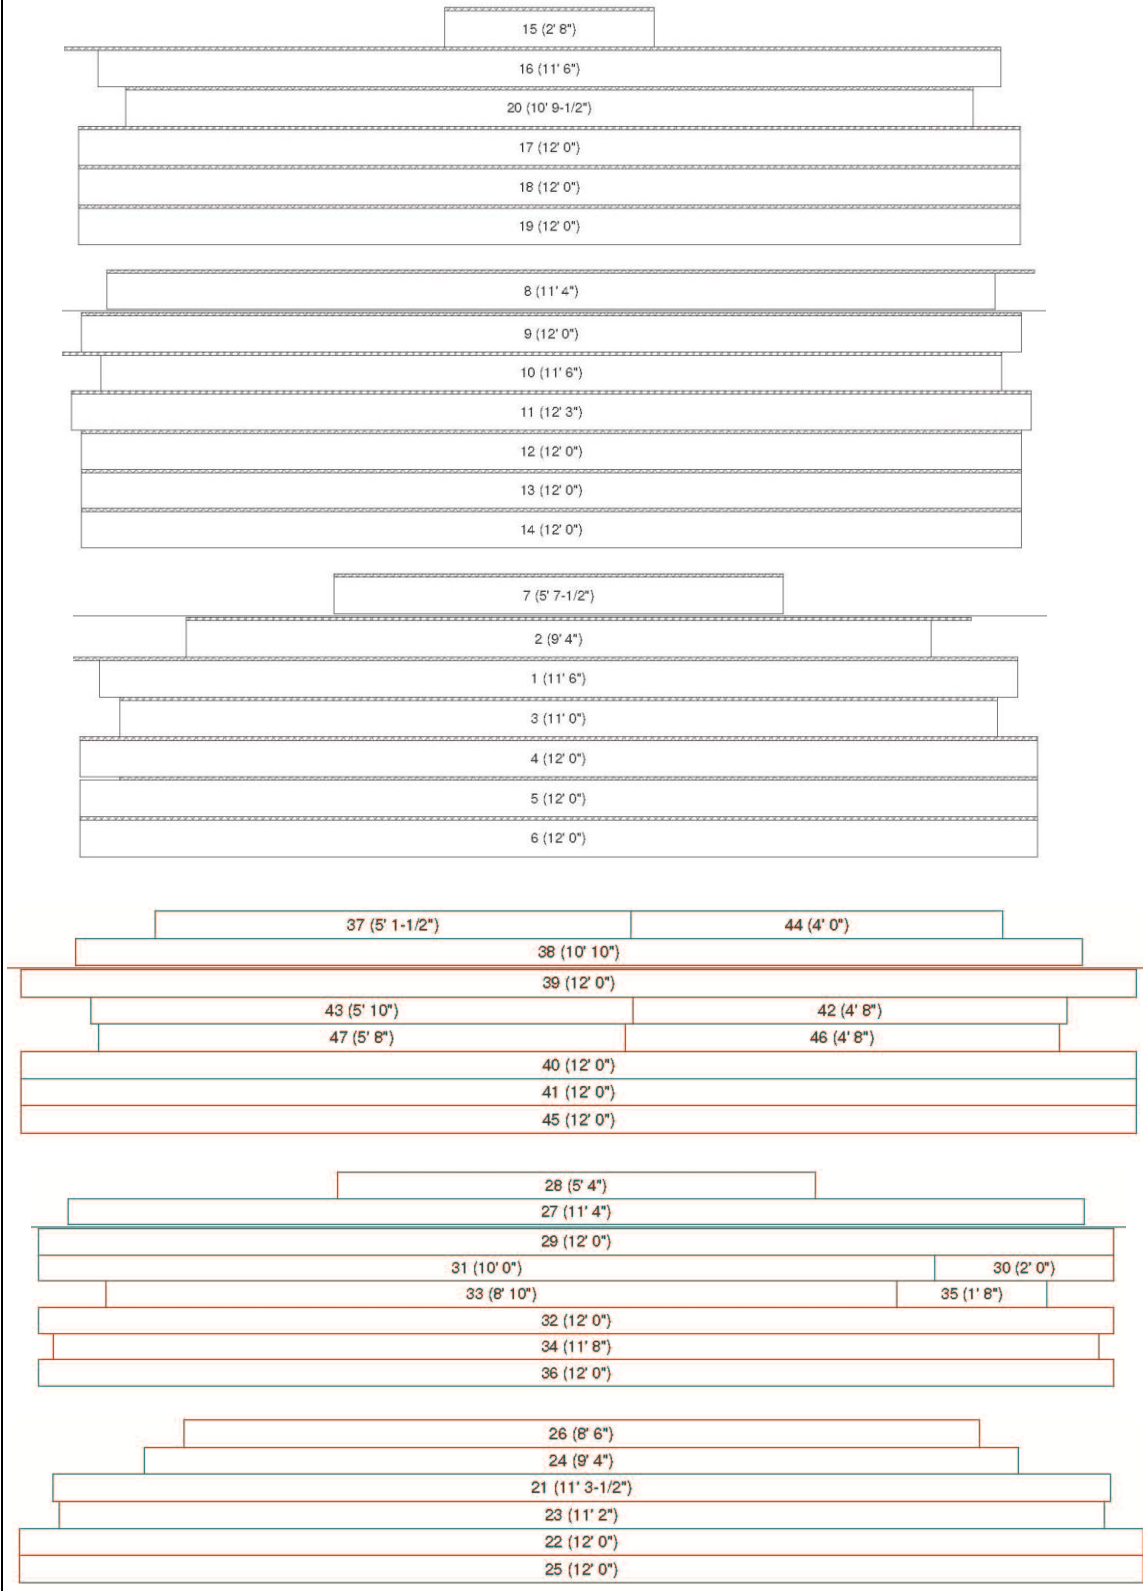 15 (2' 8")
16 (11' 6")
20 (10' 9-1/2")
17 (12' 0")
18 (12' 0")
19 (12' 0")
8 (11' 4")
9 (12' 0")
10 (11' 6")
11 (12' 3")
12 (12' 0")
13 (12' 0")
14 (12' 0")
7 (5' 7-1/2")
2 (9' 4")
1 (11' 6")
3 (11' 0")
4 (12' 0")
5 (12' 0")
6 (12' 0")
37 (5' 1-1/2") 44 (4' 0")
38 (10' 10")
39 (12' 0")
43 (5' 10") 42 (4' 8")
47 (5' 8") 46 (4' 8")
40 (12' 0")
41 (12' 0")
45 (12' 0")
28 (5' 4")
27 (11' 4")
29 (12' 0")
31 (10' 0") 30 (2' 0")
33 (8' 10") 35 (1' 8")
32 (12' 0")
34 (11' 8")
36 (12' 0")
26 (8' 6")
24 (9' 4")
21 (11' 3-1/2")
23 (11' 2")
22 (12' 0")
25 (12' 0")